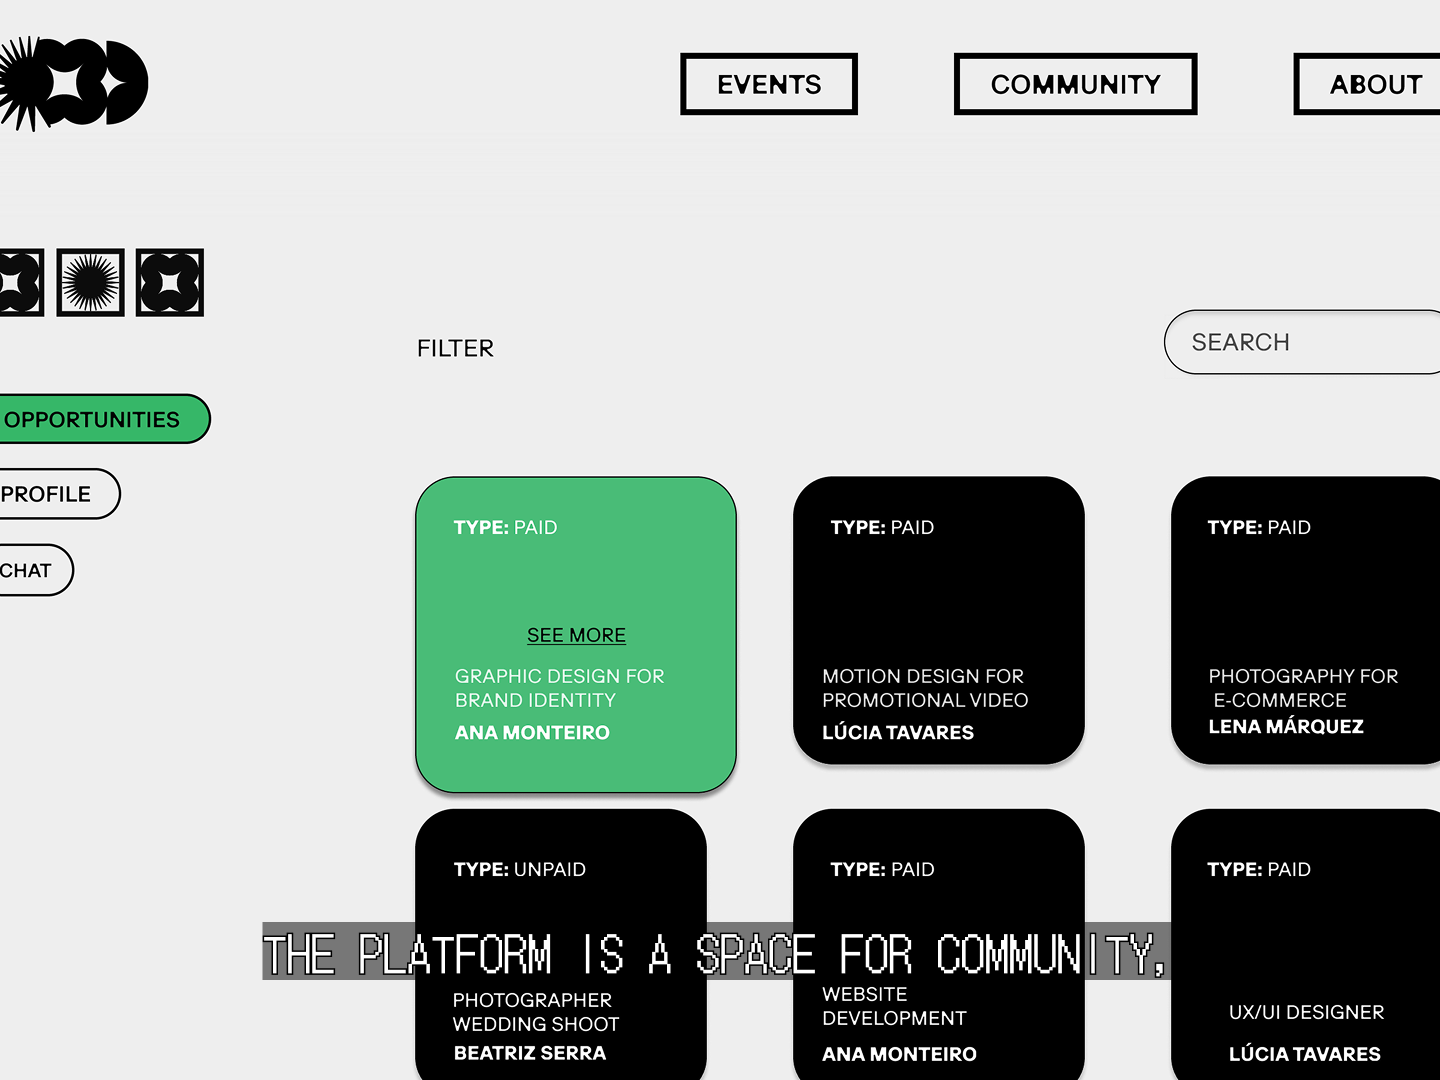 EVENTS
COMMUNITY
ABOUT
FILTER
SEARCH
OPPORTUNITIES
PROFILE
CHAT
TYPE: PAID
SEE MORE
GRAPHIC DESIGN FOR
BRAND IDENTITY
ANA MONTEIRO
TYPE: PAID
MOTION DESIGN FOR
PROMOTIONAL VIDEO
LÚCIA TAVARES
TYPE: PAID
PHOTOGRAPHY FOR
E-COMMERCE
LENA MÁRQUEZ
TYPE: UNPAID
PHOTOGRAPHER
WEDDING SHOOT
BEATRIZ SERRA
TYPE: PAID
WEBSITE
DEVELOPMENT
ANA MONTEIRO
TYPE: PAID
UX/UI DESIGNER
LÚCIA TAVARES
THE PLATFORM IS A SPACE FOR COMMUNITY,